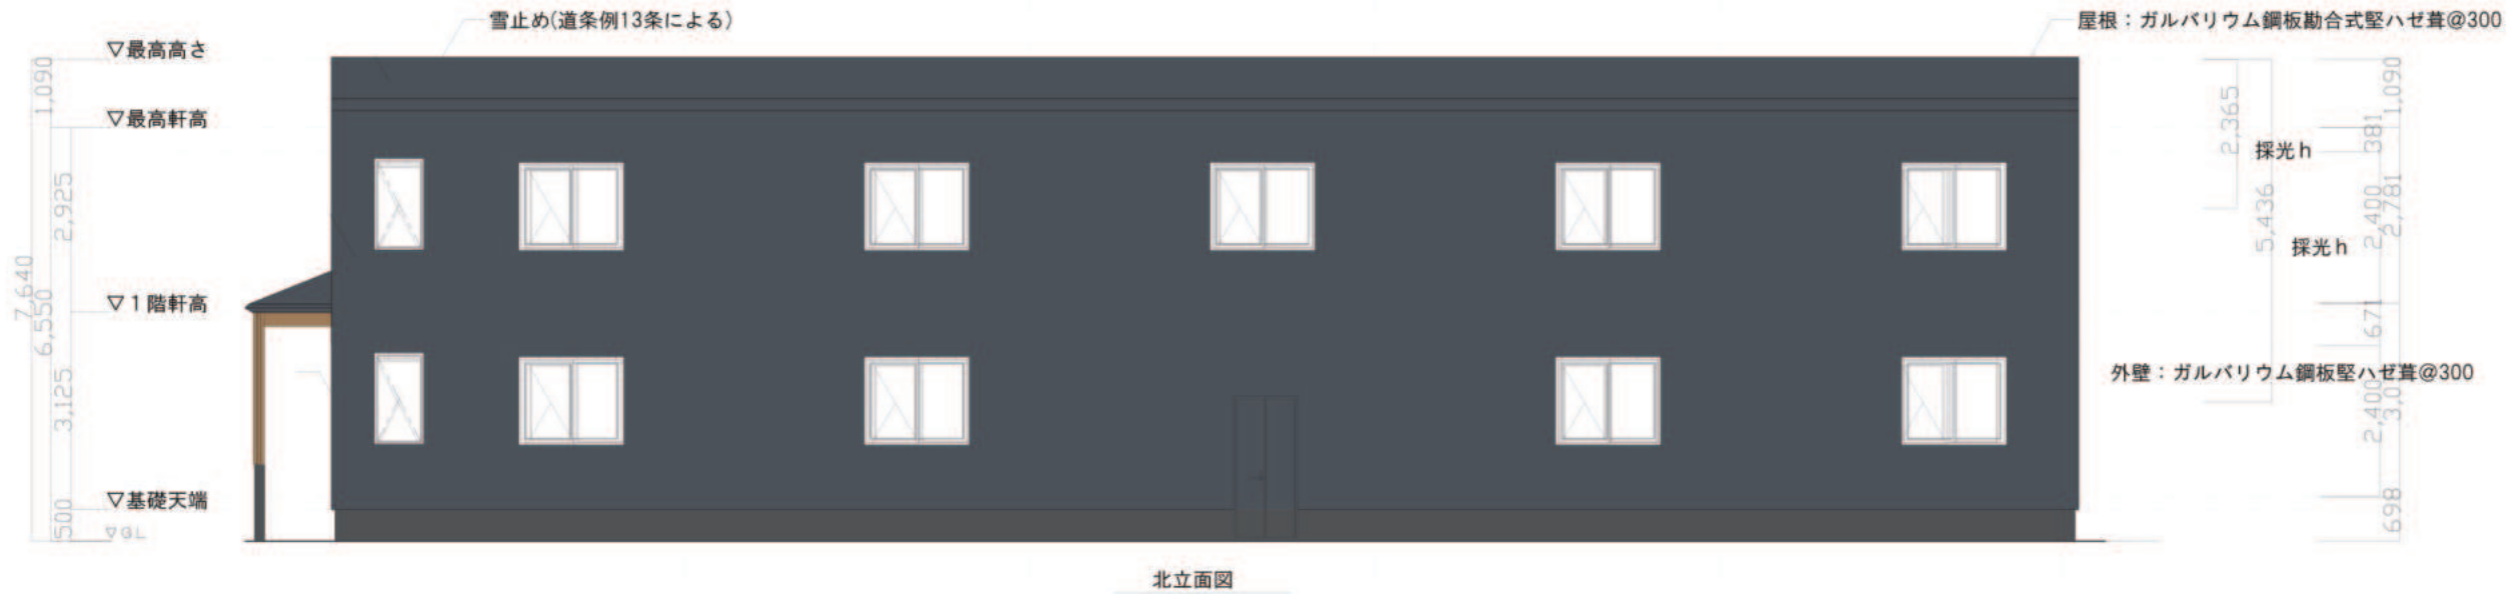 雪止め(道条例13条による)
屋根：ガルバリウム鋼板勘合式堅ハゼ葺@300
▽最高高さ
1,090
▽最高軒高
2,925
7,640
6,550
▽1階軒高
3,125
▽基礎天端
500
▽GL
2,365
採光h
5,436
採光h
1,090
381
2,400
2,781
671
外壁：ガルバリウム鋼板堅ハゼ葺@300
2,400
698
北立面図